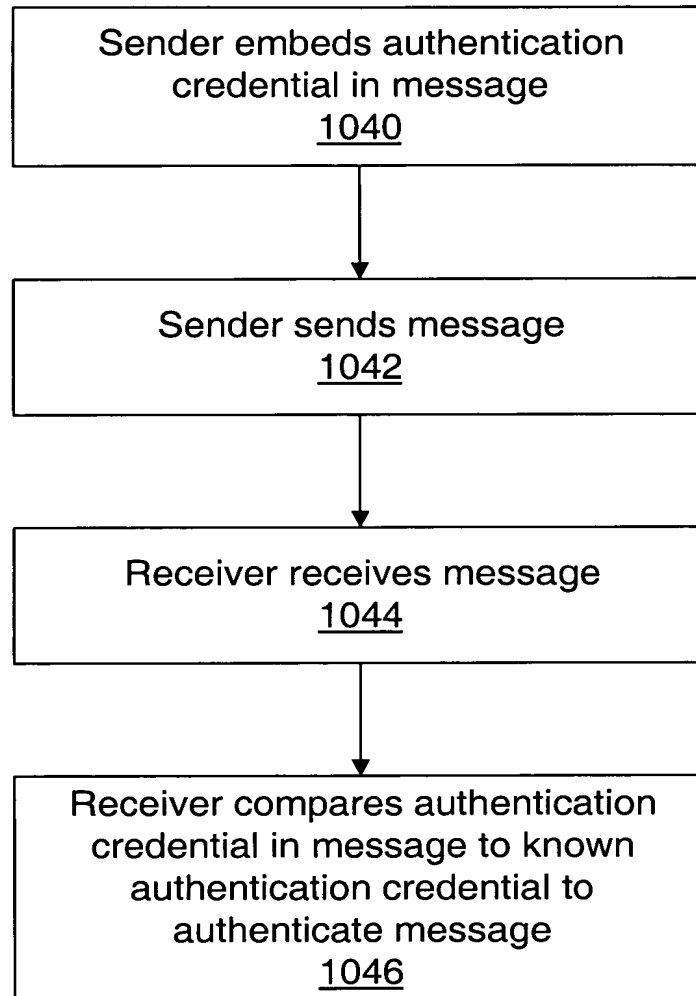 Sender embeds authentication
credential in message
1040
Sender sends message
1042
Receiver receives message
1044
Receiver compares authentication
credential in message to known
authentication credential to
authenticate message
1046